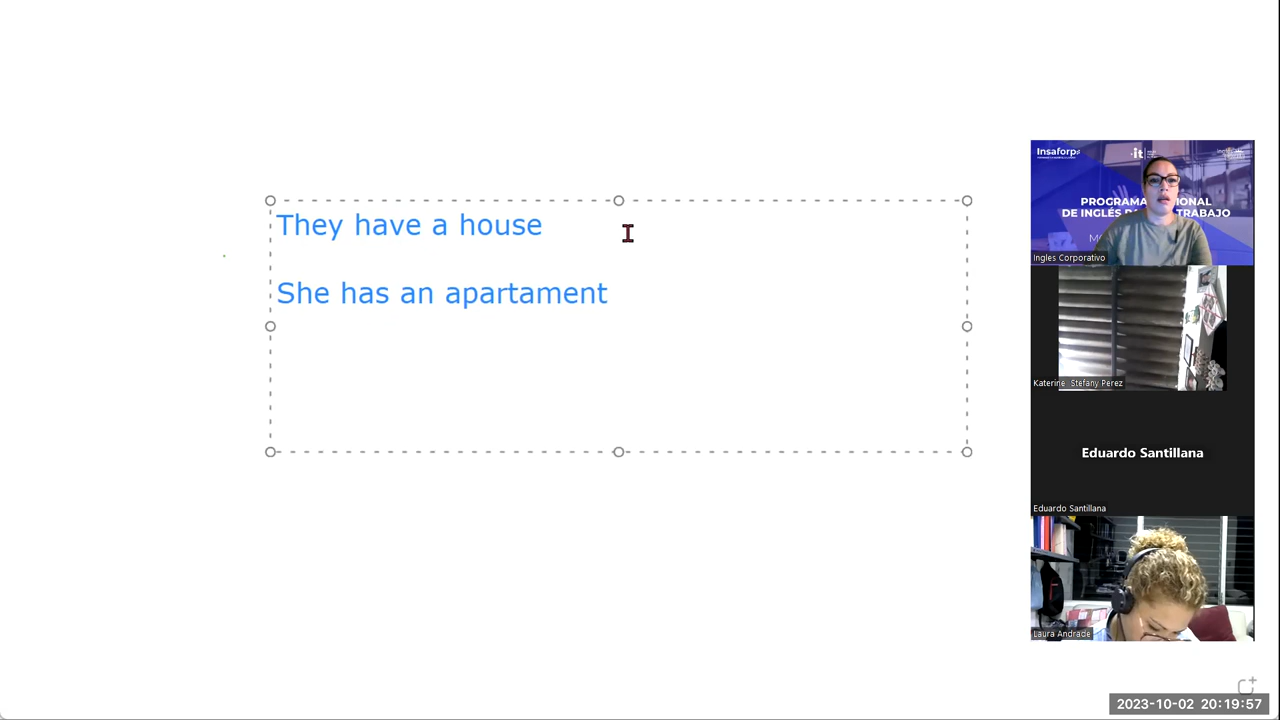 They have a house
She has an apartament
Insaforp
it
PROGRAMA
DE INGLÉS
TRABAJO
Ingles Corporativo
Katerine Stefany Perez
Eduardo Santillana
Eduardo Santillana
Laura Andrade
2023-10-02 20:19:57